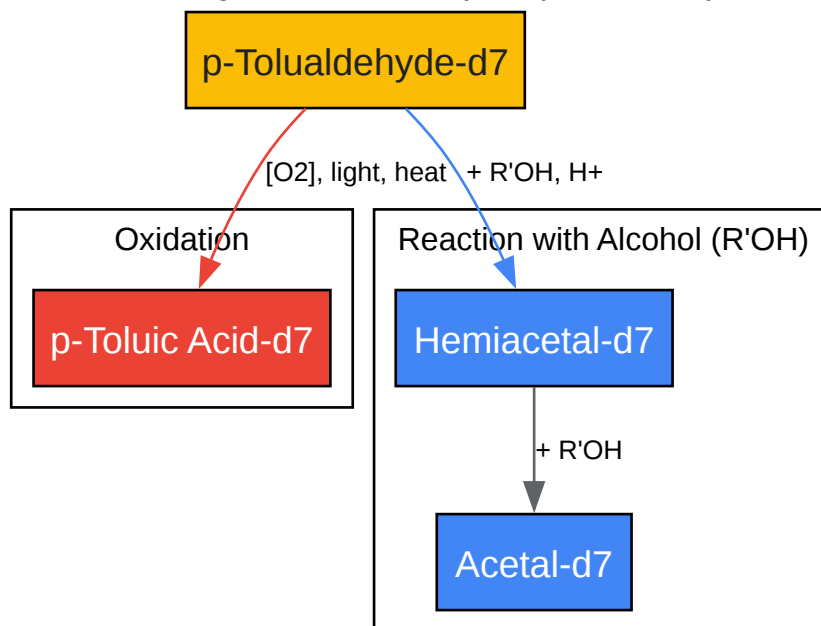 p-Tolualdehyde-d7
[O2], light, heat
+ R'OH, H+
Oxidation
Reaction with Alcohol (R'OH)
p-Toluic Acid-d7
Hemiacetal-d7
+ R'OH
Acetal-d7